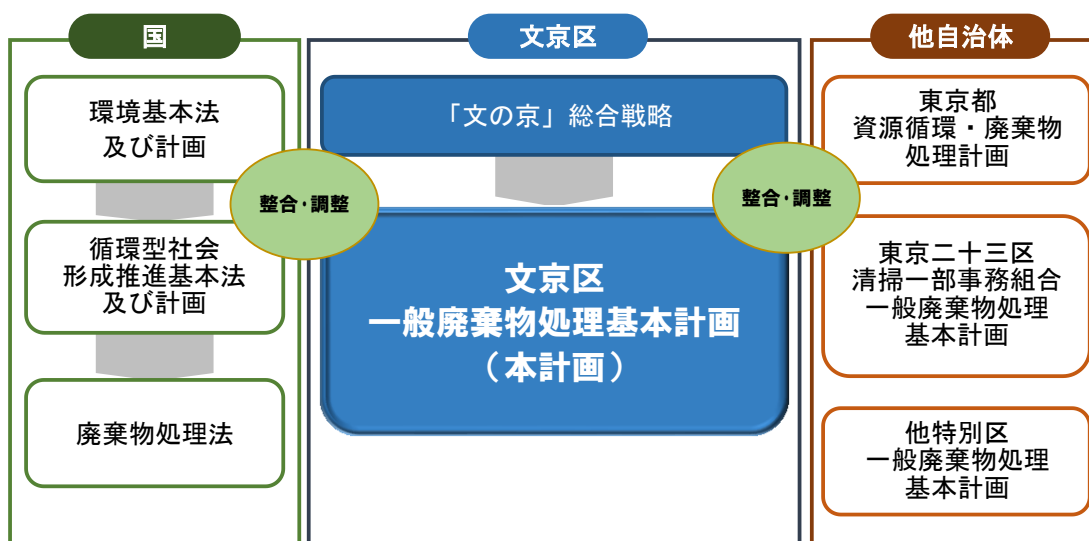 国
環境基本法
及び計画
循環型社会
形成推進基本法
及び計画
廃棄物処理法
整合・調整
文京区
「文の京」総合戦略
文京区
一般廃棄物処理基本計画
（本計画）
整合・調整
他自治体
東京都
資源循環・廃棄物
処理計画
東京二十三区
清掃一部事務組合
一般廃棄物処理
基本計画
他特別区
一般廃棄物処理
基本計画